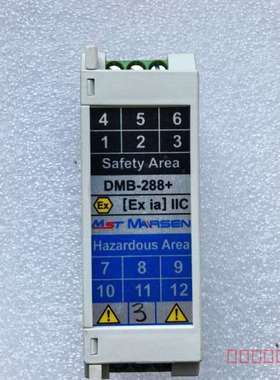 4 5 6
1 2 3
Safety Area
DMB-288+
Ex [Ex ia] IIC
MST MARSEN
Hazardous Area
7 8 9
10 11 12
3